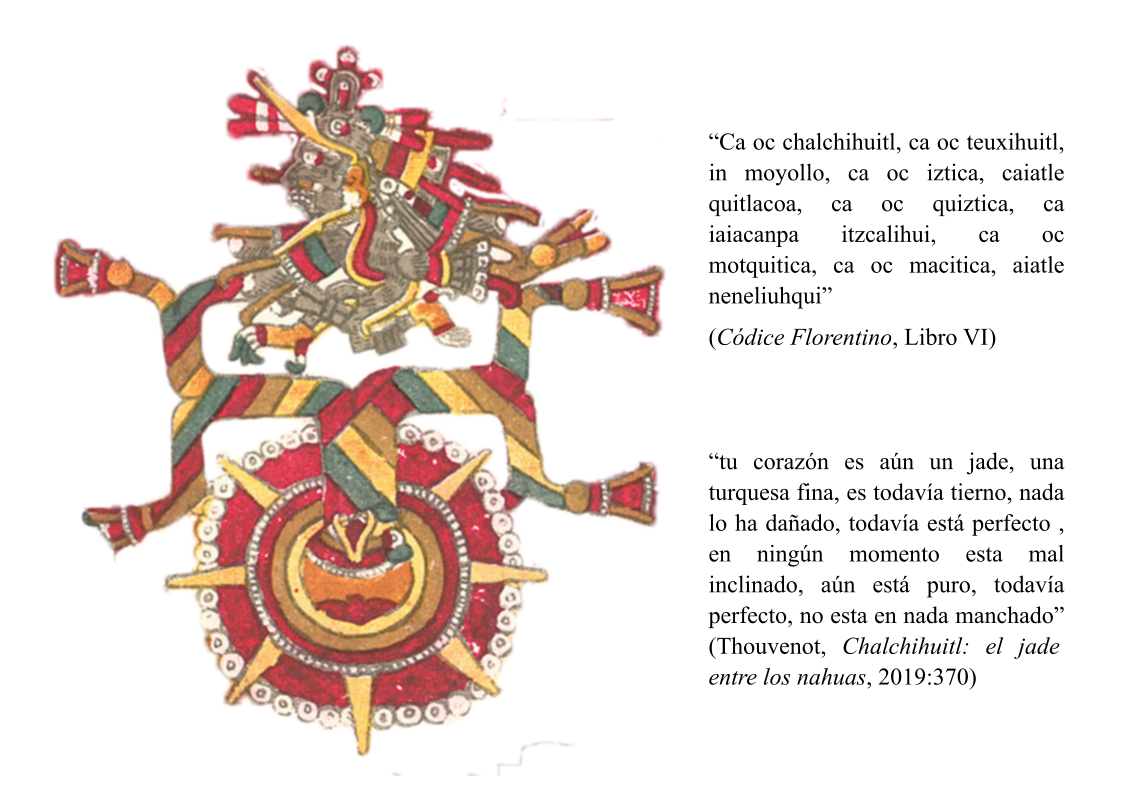 “Ca oc chalchihuitl, ca oc teuxihuitl,
in moyollo, ca oc iztica, caiatle
quitlacoa, ca oc quiztica, ca
iaiacanpa itzcalihui, ca oc
motquitica, ca oc macitica, aiatle
neneliuhqui”
(Códice Florentino, Libro VI)
“tu corazón es aún un jade, una
turquesa fina, es todavía tierno, nada
lo ha dañado, todavía está perfecto ,
en ningún momento esta mal
inclinado, aún está puro, todavía
perfecto, no esta en nada manchado”
(Thouvenot, Chalchihuitl: el jade
entre los nahuas, 2019:370)